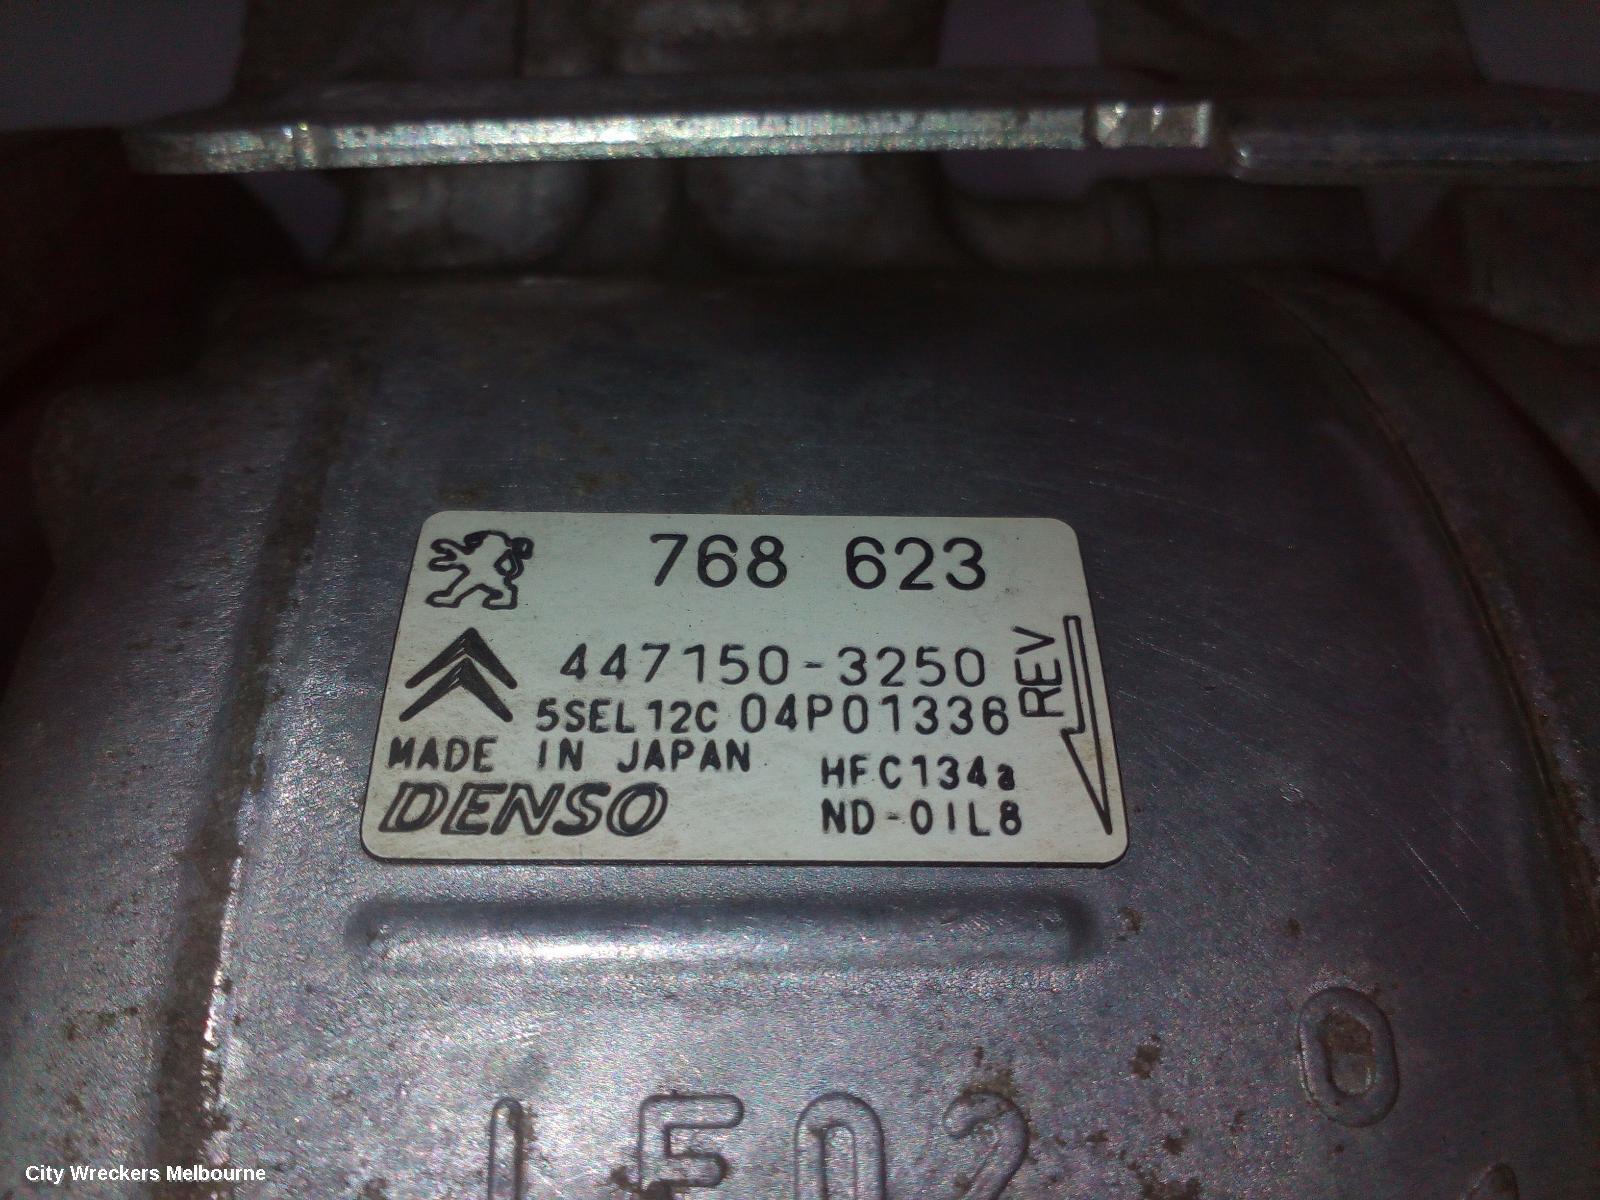 768 623
447150-3250
5SEL12C 04P01336
REV
MADE IN JAPAN
HFC134a
DENSO
ND-OIL8
City Wreckers Melbourne